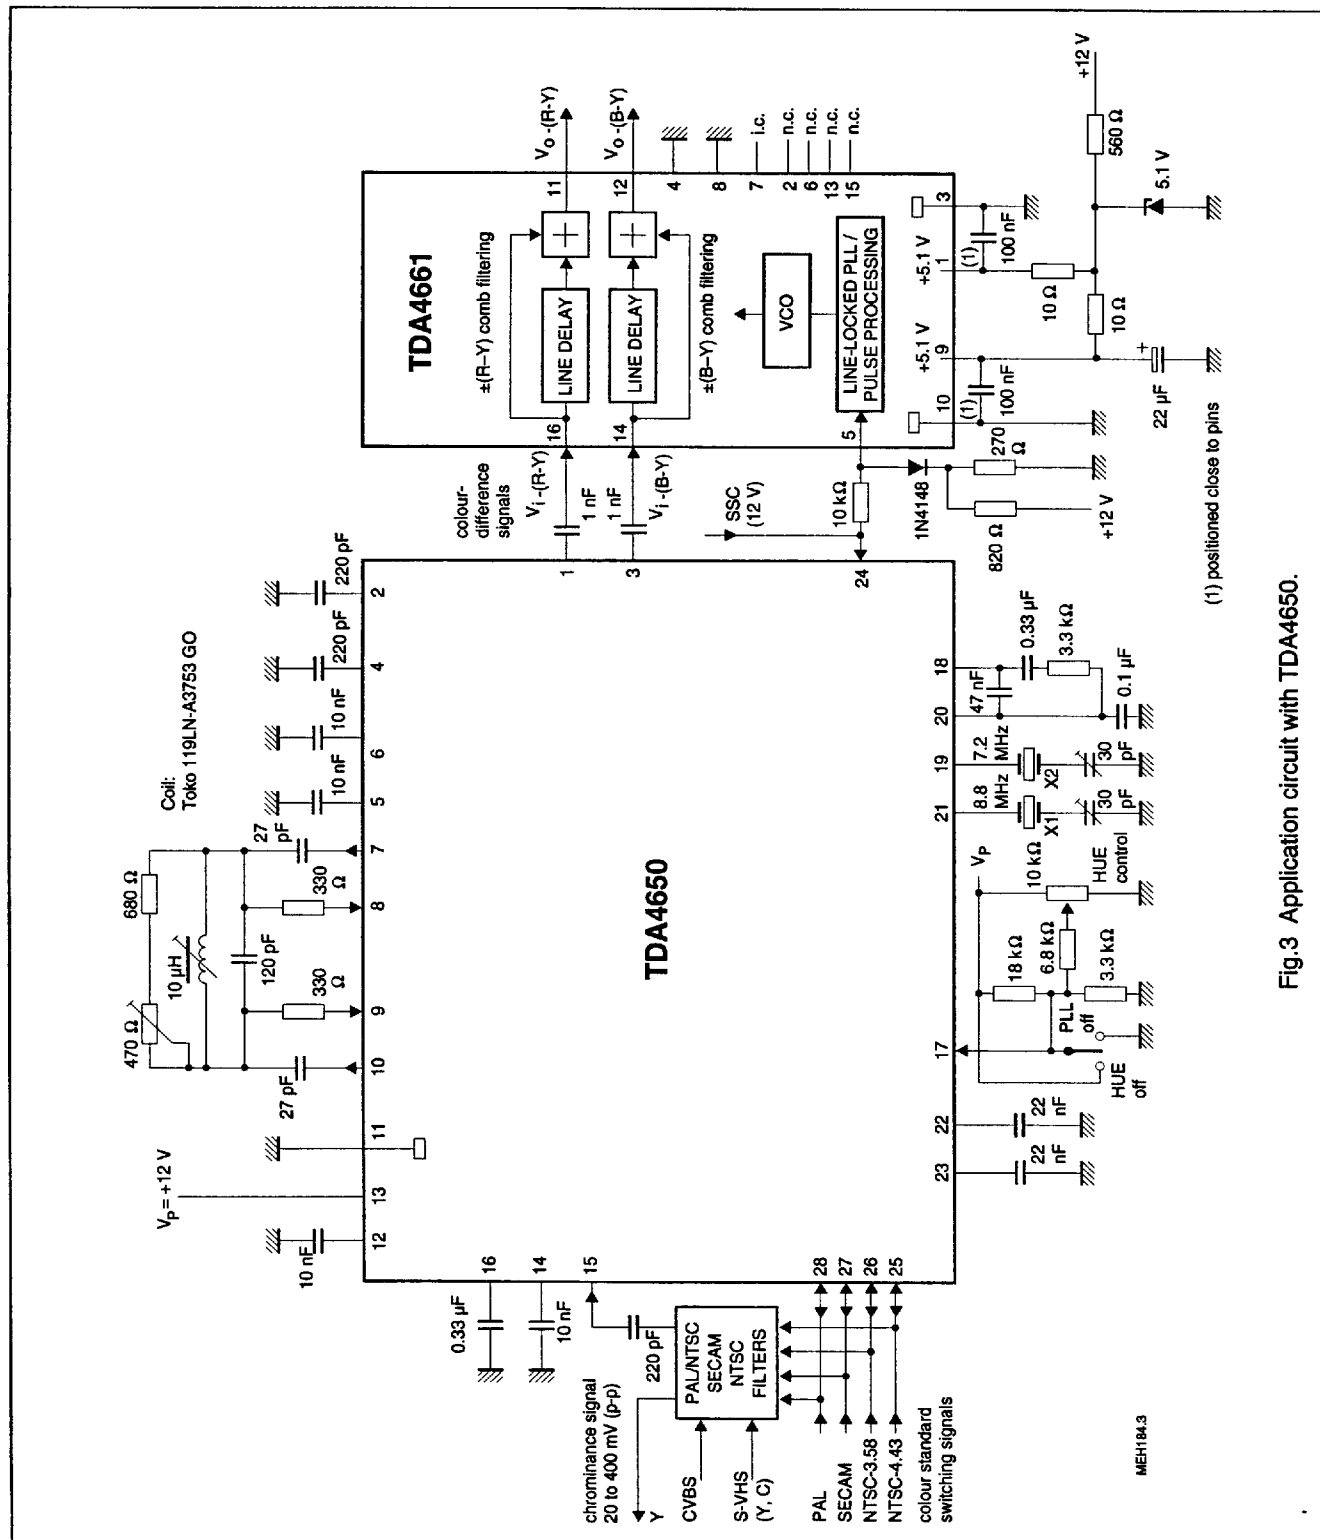 Coil:
Toko 119LN-A3753 GO
VP = +12 V
470 Ω
680 Ω
10 µH
120 pF
27 pF
330
Ω
330
Ω
27
pF
10 nF
10 nF
10 nF
220 pF
220 pF
12
13
11
10
9
8
7
5
6
4
2
colour-
difference
signals
Vi -(R-Y)
1 nF
1 nF
Vi -(B-Y)
SSC
(12 V)
10 kΩ
1
3
24
TDA4661
±(R–Y) comb filtering
LINE DELAY
LINE DELAY
±(B–Y) comb filtering
VCO
LINE-LOCKED PLL /
PULSE PROCESSING
16
14
5
11
12
4
8
7
2
6
13
15
Vo -(R-Y)
Vo -(B-Y)
i.c.
n.c.
n.c.
n.c.
n.c.
10
9
1
3
+5.1 V
+5.1 V
(1)
100 nF
(1)
100 nF
10 Ω
10 Ω
22 µF
+
560 Ω
+12 V
5.1 V
1N4148
270
Ω
820 Ω
+12 V
(1) positioned close to pins
TDA4650
16
14
15
28
27
26
25
0.33 µF
10 nF
220 pF
chrominance signal
20 to 400 mV (p-p)
PAL/NTSC
SECAM
NTSC
FILTERS
Y
CVBS
S-VHS
(Y, C)
PAL
SECAM
NTSC-3.58
NTSC-4.43
colour standard
switching signals
23
22
17
21
19
20
18
22
nF
22
nF
HUE
off
PLL
off
18 kΩ
6.8 kΩ
3.3 kΩ
VP
10 kΩ
HUE
control
8.8
MHz
X1
30
pF
7.2
MHz
X2
30
pF
47 nF
0.33 µF
3.3 kΩ
0.1 µF
MEH184.3
Fig.3 Application circuit with TDA4650.